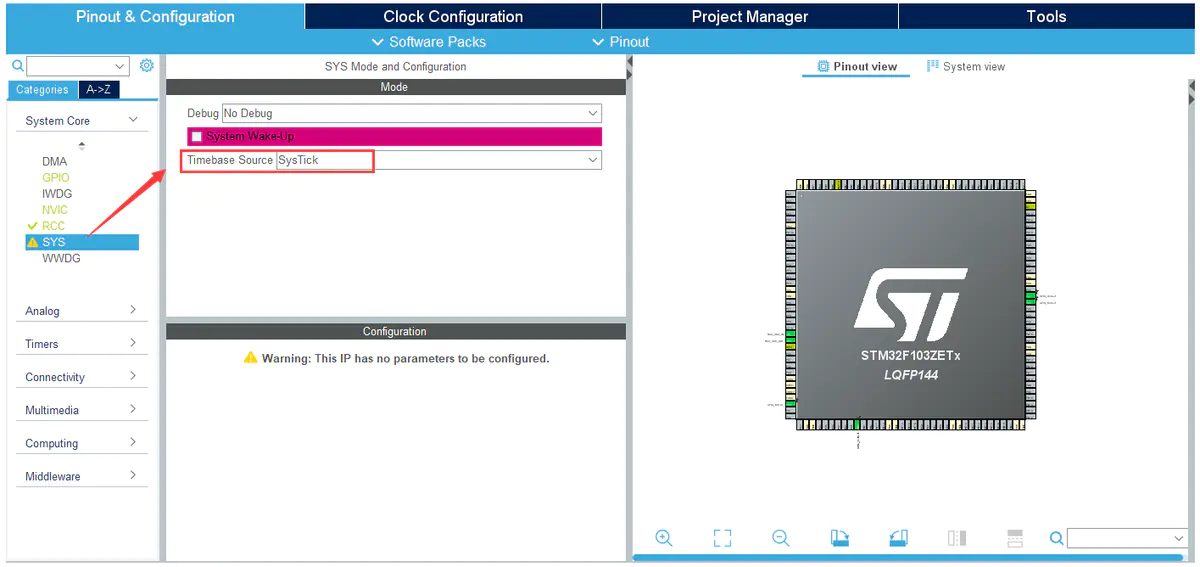 Pinout & Configuration
Clock Configuration
Project Manager
Tools
Software Packs
Pinout
Categories
A->Z
System Core
DMA
GPIO
IWDG
NVIC
RCC
SYS
WWDG
Analog
Timers
Connectivity
Multimedia
Computing
Middleware
SYS Mode and Configuration
Mode
Debug No Debug
System Wake-Up
Timebase Source SysTick
Configuration
Warning: This IP has no parameters to be configured.
Pinout view
System view
STM32F103ZETx
LQFP144